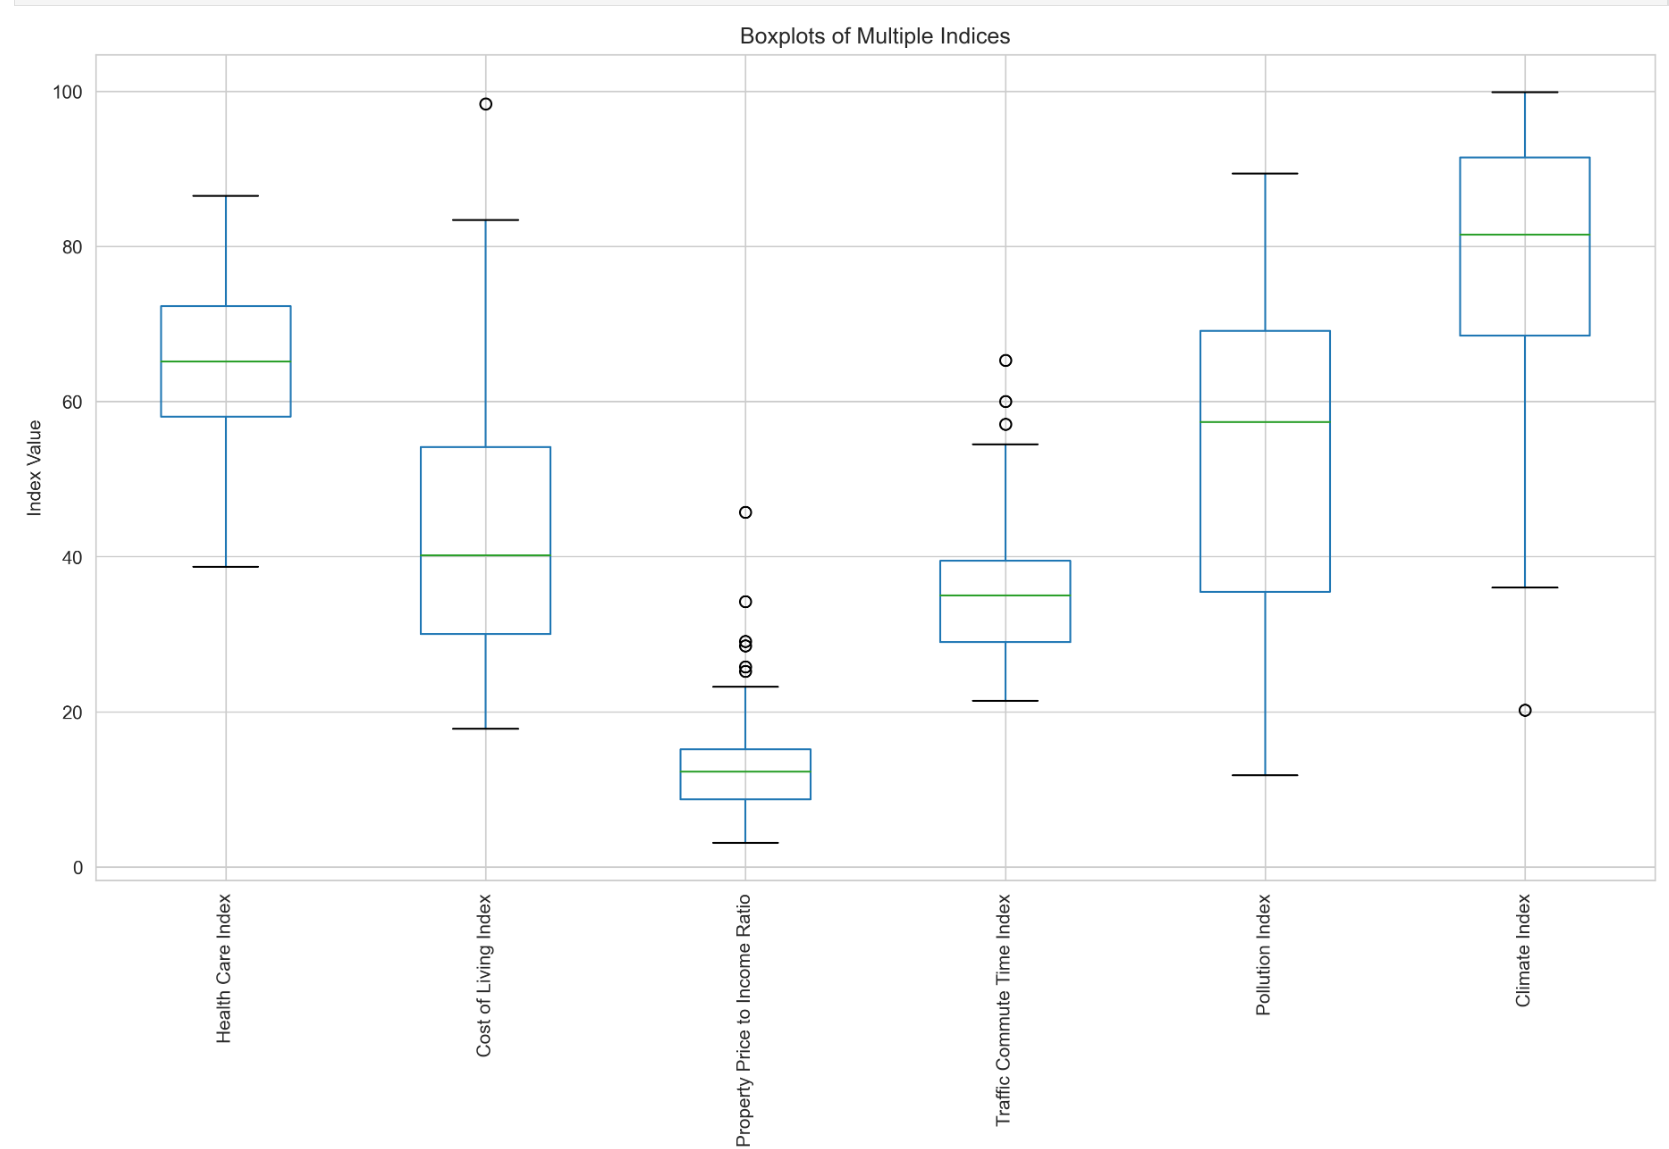 Boxplots of Multiple Indices
100
80
60
40
20
0
Index Value
Health Care Index
Cost of Living Index
Property Price to Income Ratio
Traffic Commute Time Index
Pollution Index
Climate Index